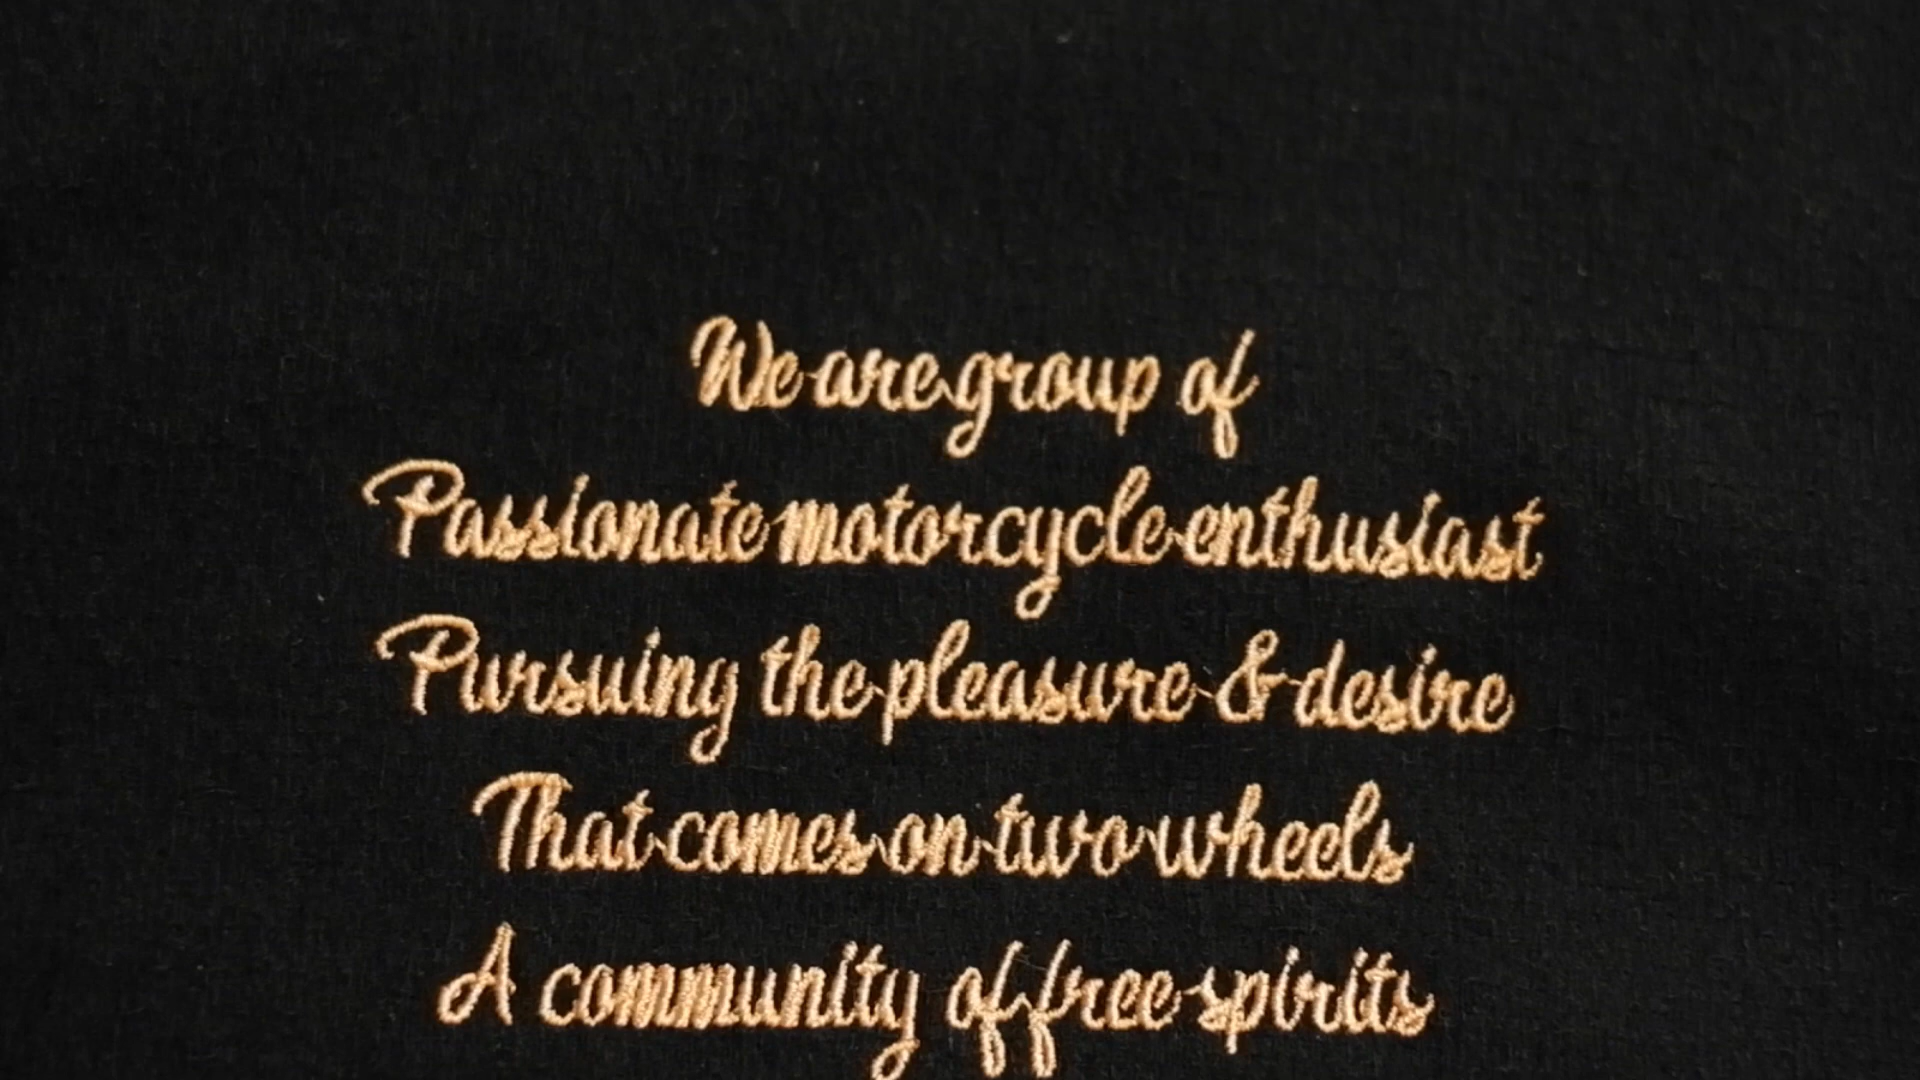 We are group of
Passionate motorcycle enthusiast
Pursuing the pleasure & desire
That comes on two wheels
A community of free spirits